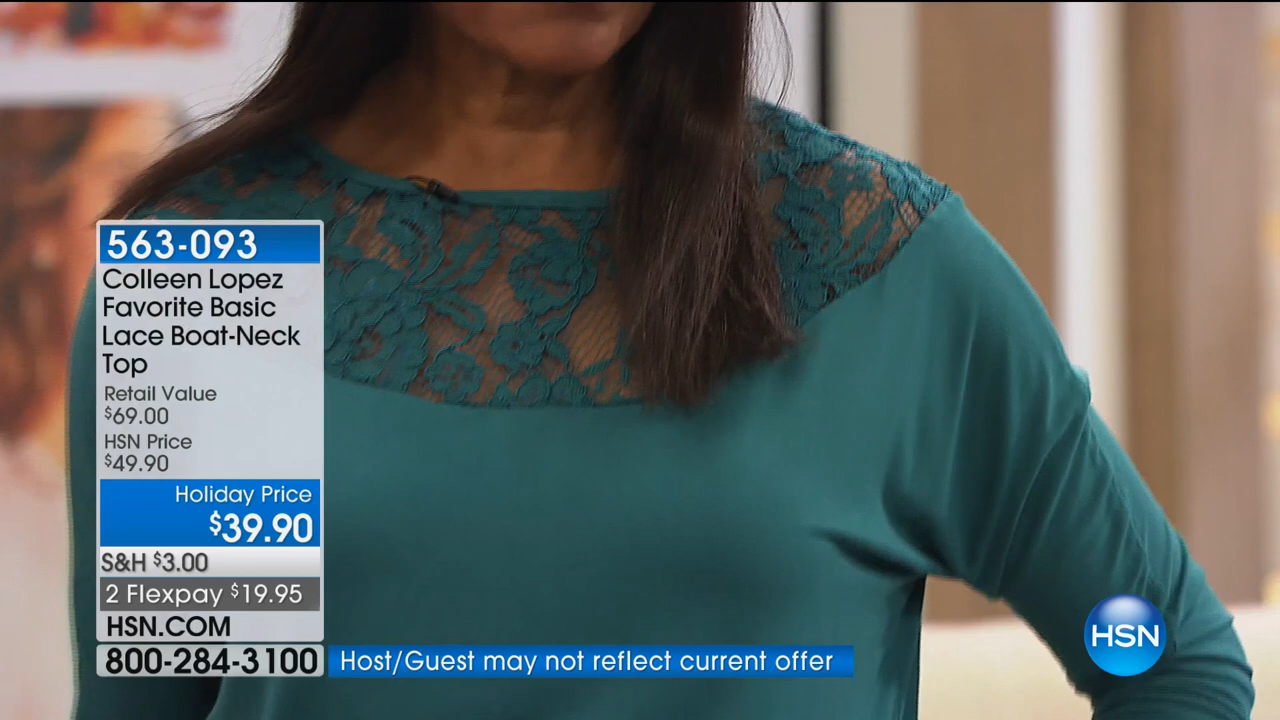 563-093
Colleen Lopez
Favorite Basic
Lace Boat-Neck
Top
Retail Value
$69.00
HSN Price
$49.90
Holiday Price
$39.90
S&H $3.00
2 Flexpay $19.95
HSN.COM
800-284-3100
Host/Guest may not reflect current offer
HSN